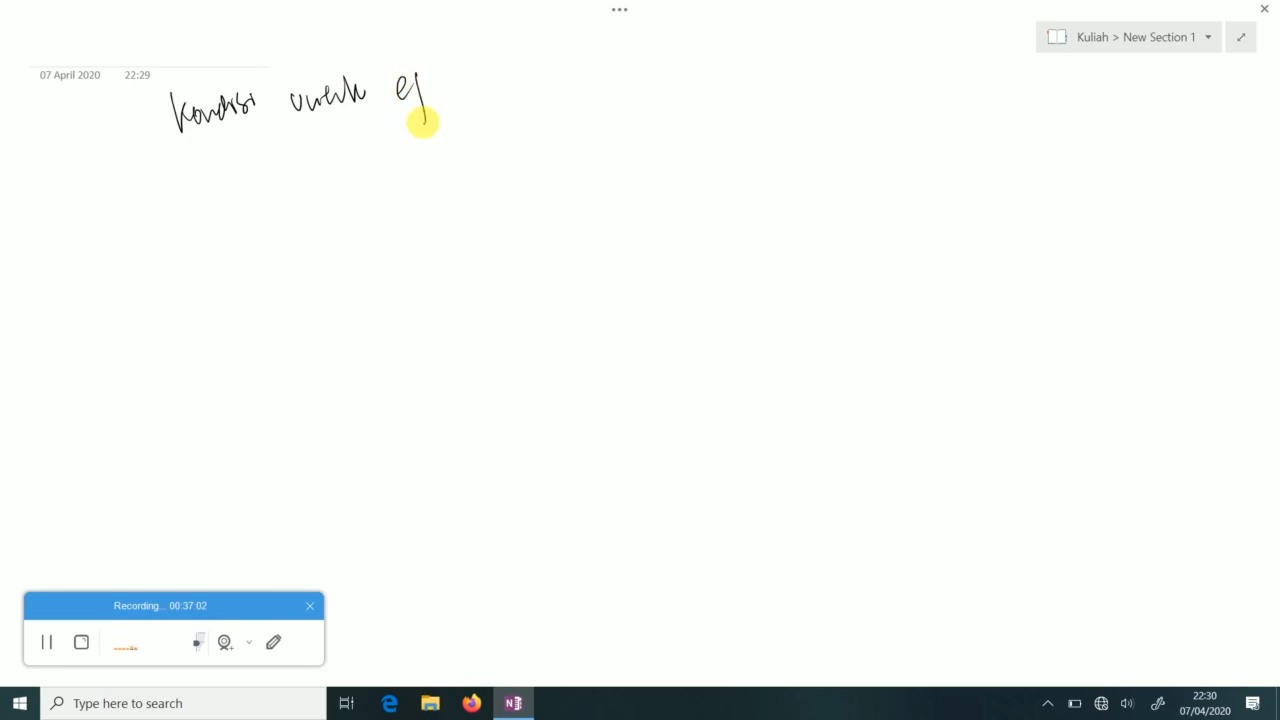 Kuliah > New Section 1
07 April 2020 22:29
Kondisi untuk
Recording... 00:37:02
Type here to search
N
22:30
07/04/2020